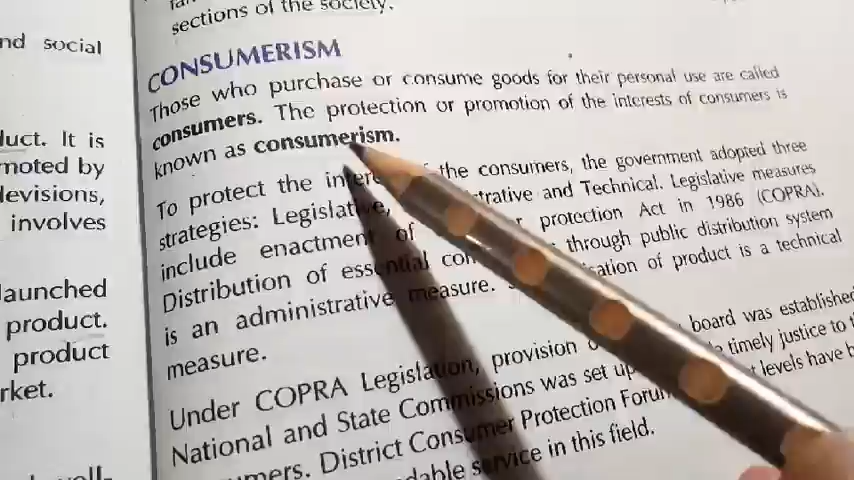 sections of the society.
nd social
duct. It is
moted by
levisions,
involves
launched
product.
product
rket.
CONSUMERISM
Those who purchase or consume goods for their personal use are called
consumers. The protection or promotion of the interests of consumers is
known as consumerism.
To protect the the consumers, the government adopted three
strategies: Legislative, trative and Technical. Legislative measures
include enactment of protection Act in 1986 (COPRA).
Distribution of essential through public distribution system
is an administrative measure. sation of product is a technical
measure.
Under COPRA Legislation, provision board was established
National and State Commissions was set up timely justice to
umers. District Consumer Protection Forum levels have
dable service in this field.